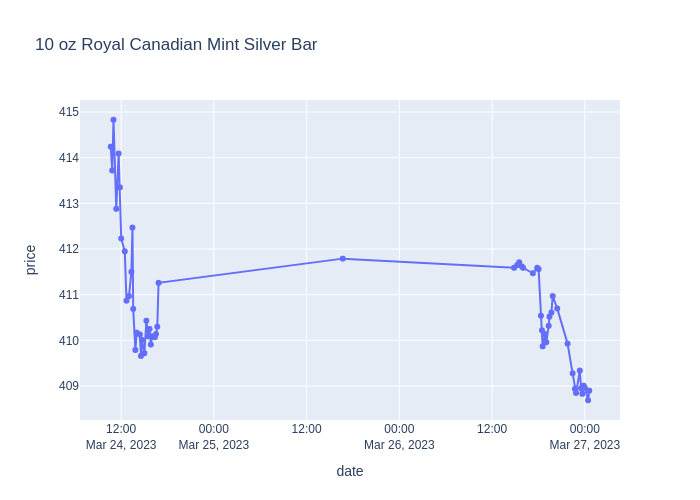 10 oz Royal Canadian Mint Silver Bar
415
414
413
412
411
410
409
price
12:00 00:00 12:00 00:00 12:00 00:00
Mar 24, 2023 Mar 25, 2023 Mar 26, 2023 Mar 27, 2023
date